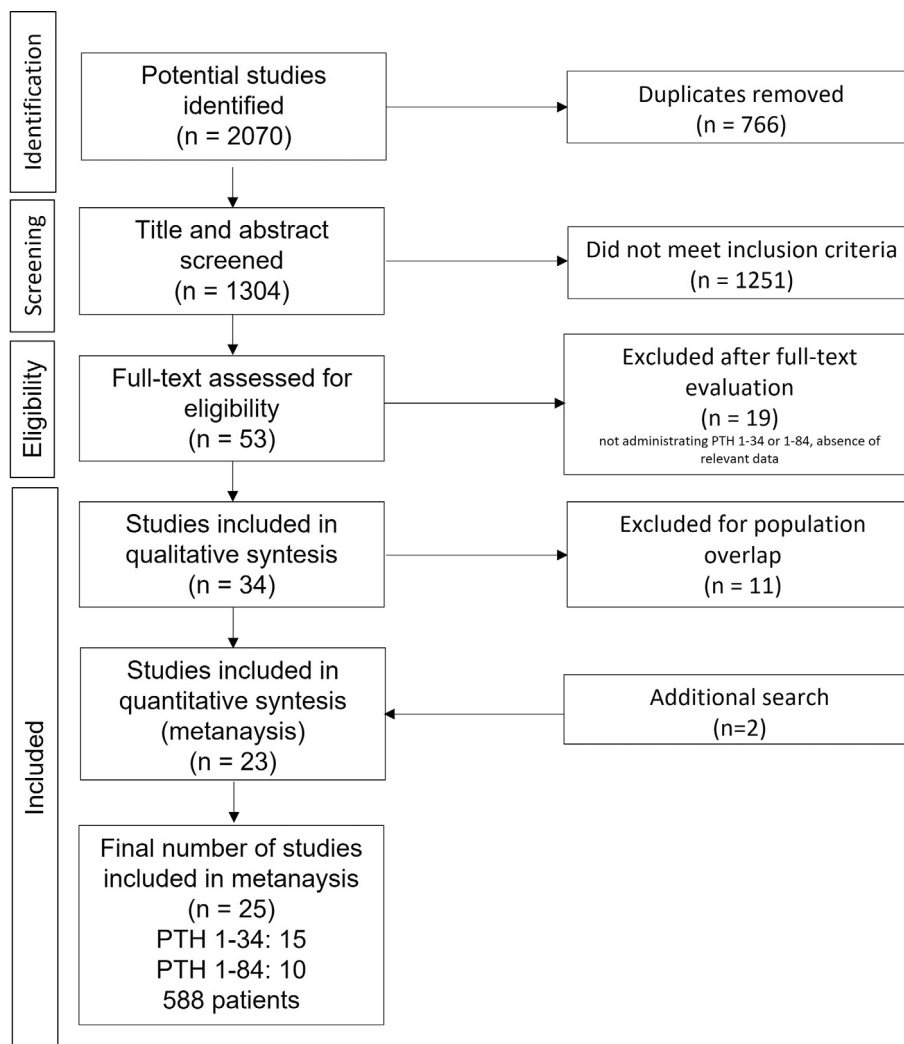 Identification
Potential studies
identified
(n = 2070)
Duplicates removed
(n = 766)
Screening
Title and abstract
screened
(n = 1304)
Did not meet inclusion criteria
(n = 1251)
Eligibility
Full-text assessed for
eligibility
(n = 53)
Excluded after full-text
evaluation
(n = 19)
not administrating PTH 1-34 or 1-84, absence of
relevant data
Included
Studies included in
qualitative syntesis
(n = 34)
Excluded for population
overlap
(n = 11)
Studies included in
quantitative syntesis
(metanaysis)
(n = 23)
Additional search
(n=2)
Final number of studies
included in metanaysis
(n = 25)
PTH 1-34: 15
PTH 1-84: 10
588 patients